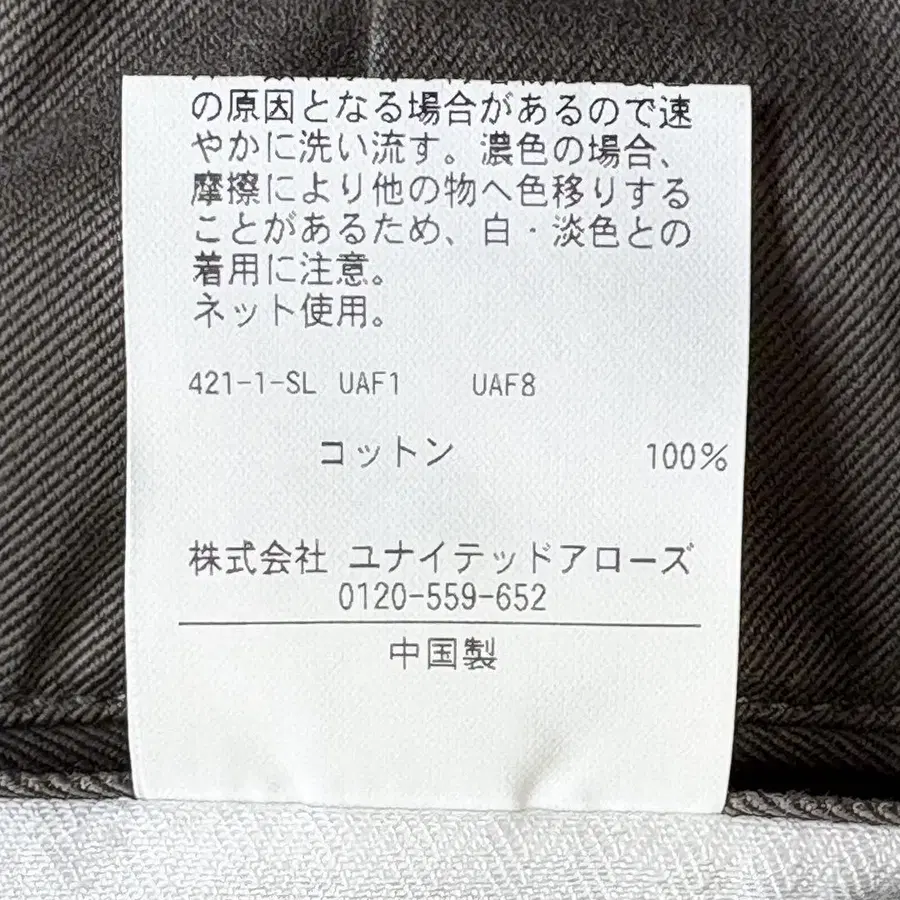 の原因となる場合があるので速
やかに洗い流す。濃色の場合、
摩擦により他の物へ色移りする
ことがあるため、白・淡色との
着用に注意。
ネット使用。
421-1-SL UAF1 UAF8
コットン 100%
株式会社 ユナイテッドアローズ
0120-559-652
中国製